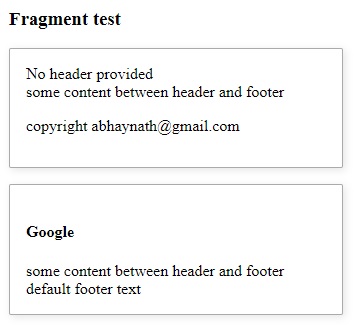 Fragment test
No header provided
some content between header and footer
copyright abhaynath@gmail.com
Google
some content between header and footer
default footer text